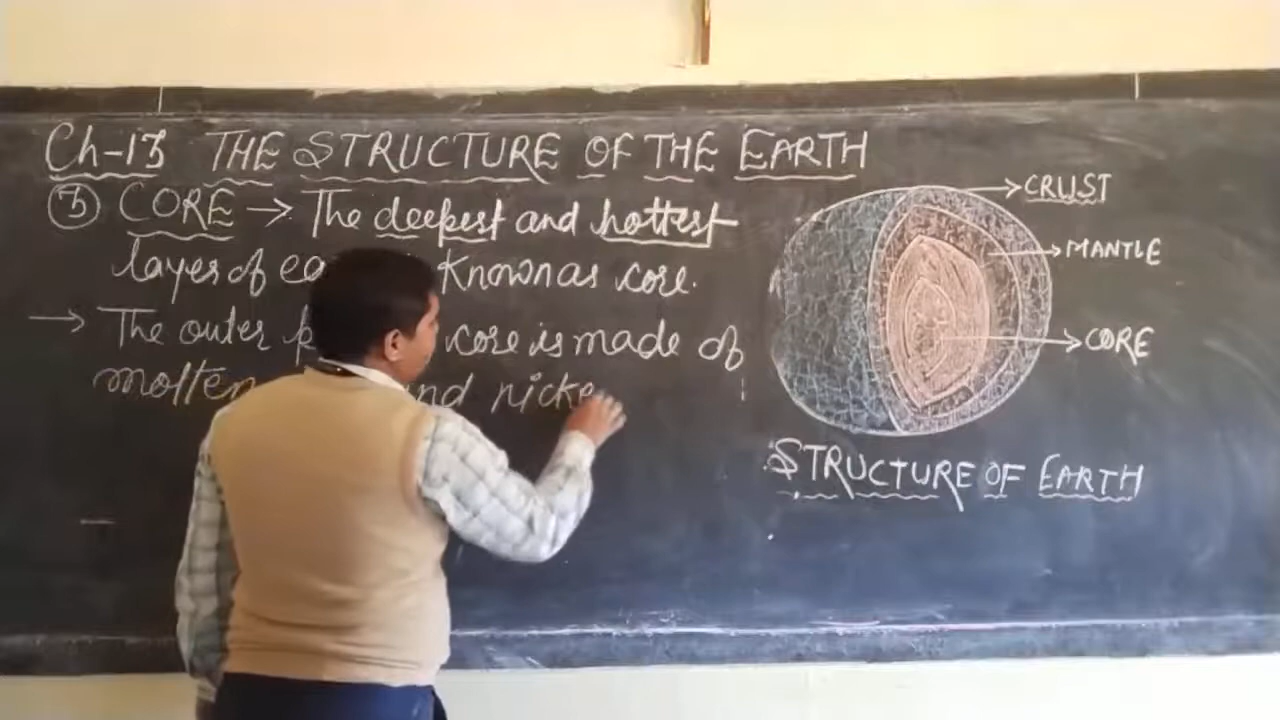 Ch-13 THE STRUCTURE OF THE EARTH
③ CORE → The deepest and hottest
layer of ea Known as core.
→ The outer p core is made of
molten nd nicke
CRUST
MANTLE
CORE
STRUCTURE OF EARTH